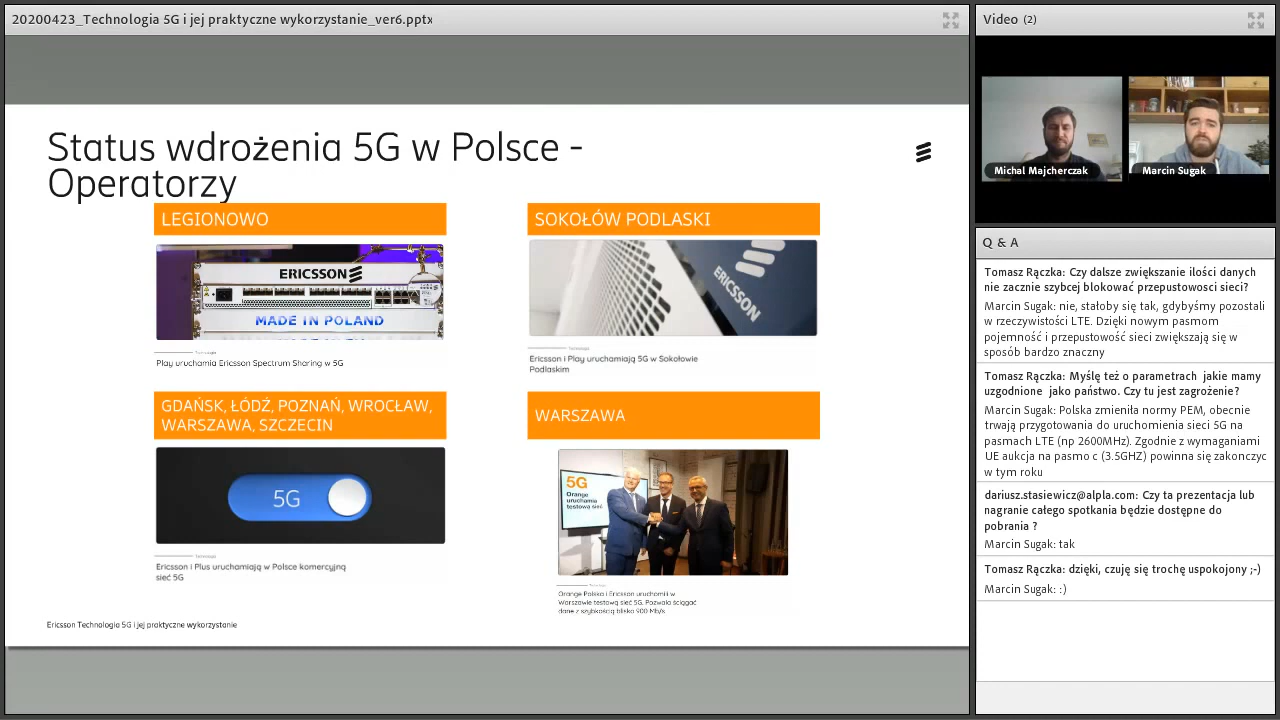 20200423_Technologia 5G i jej praktyczne wykorzystanie_ver6.pptx
Status wdrożenia 5G w Polsce -
Operatorzy
LEGIONOWO
ERICSSON
MADE IN POLAND
Technologie
Play uruchamia Ericsson Spectrum Sharing w 5G
SOKOŁÓW PODLASKI
ERICSSON
Ericsson i Play uruchamiają 5G w Sokołowie
Podlaskim
GDAŃSK, ŁÓDŹ, POZNAŃ, WROCŁAW,
WARSZAWA, SZCZECIN
5G
Ericsson i Plus uruchamiają w Polsce komercyjną
sieć 5G
WARSZAWA
5G
Orange
uruchamia
testową sieć
Orange Polska i Ericsson uruchomili w
Warszawie testową sieć 5G. Pozwala ściągać
dane z szybkością blisko 900 Mb/s
Ericsson Technologia 5G i jej praktyczne wykorzystanie
Video (2)
Michal Majcherczak
Marcin Sugak
Q & A
Tomasz Rączka: Czy dalsze zwiększanie ilości danych
nie zacznie szybcej blokować przepustowosci sieci?
Marcin Sugak: nie, stałoby się tak, gdybyśmy pozostali
w rzeczywistości LTE. Dzięki nowym pasmom
pojemność i przepustowość sieci zwiększają się w
sposób bardzo znaczny
Tomasz Rączka: Myślę też o parametrach jakie mamy
uzgodnione jako państwo. Czy tu jest zagrożenie?
Marcin Sugak: Polska zmieniła normy PEM, obecnie
trwają przygotowania do uruchomienia sieci 5G na
pasmach LTE (np 2600MHz). Zgodnie z wymaganiami
UE aukcja na pasmo c (3.5GHZ) powinna się zakonczyc
w tym roku
dariusz.stasiewicz@alpla.com: Czy ta prezentacja lub
nagranie całego spotkania będzie dostępne do
pobrania ?
Marcin Sugak: tak
Tomasz Rączka: dzięki, czuję się trochę uspokojony ;-)
Marcin Sugak: :)